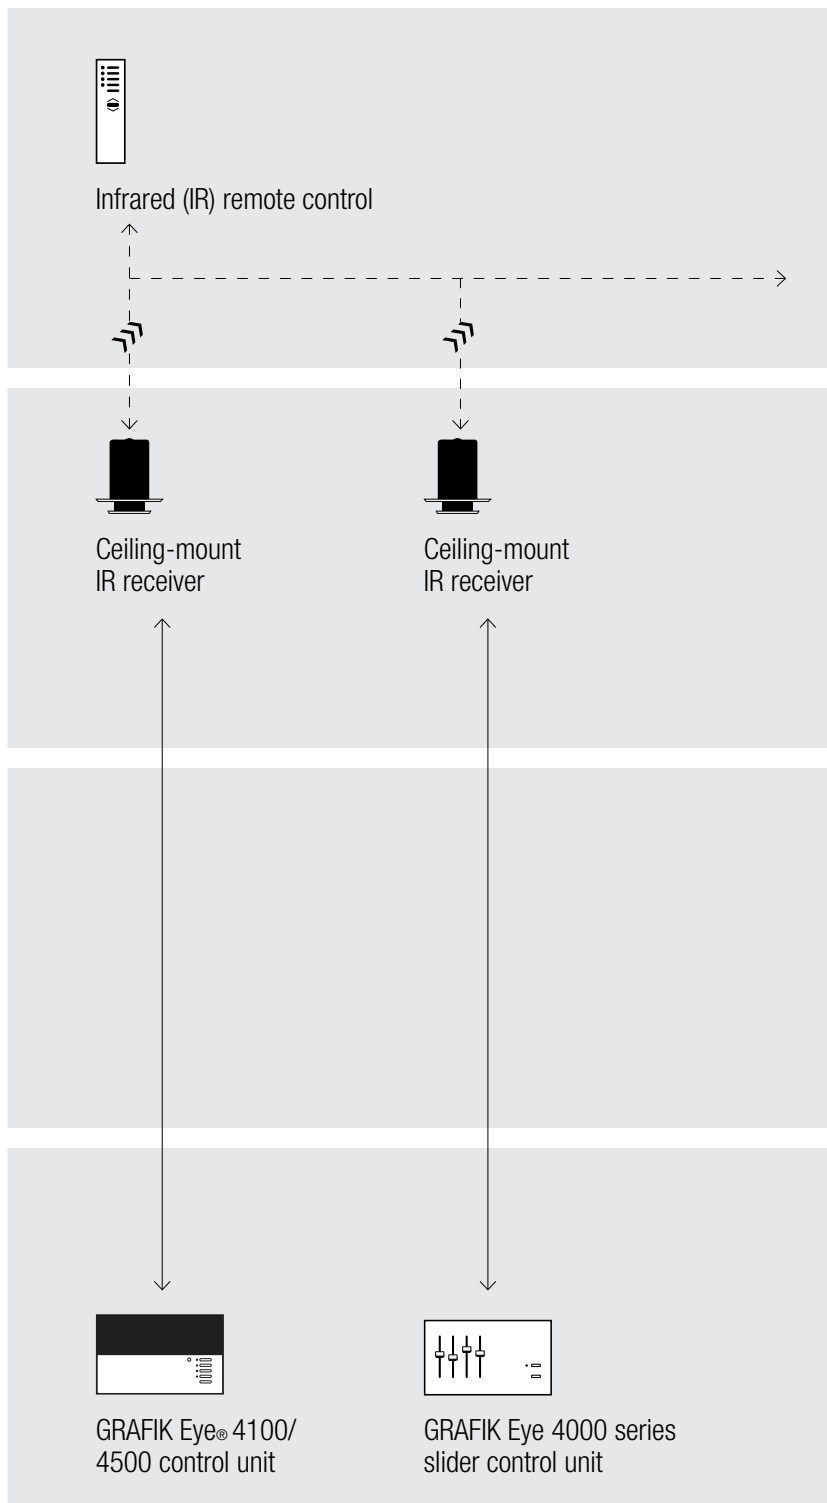 Infrared (IR) remote control
Ceiling-mount
IR receiver
Ceiling-mount
IR receiver
GRAFIK Eye® 4100/
4500 control unit
GRAFIK Eye 4000 series
slider control unit